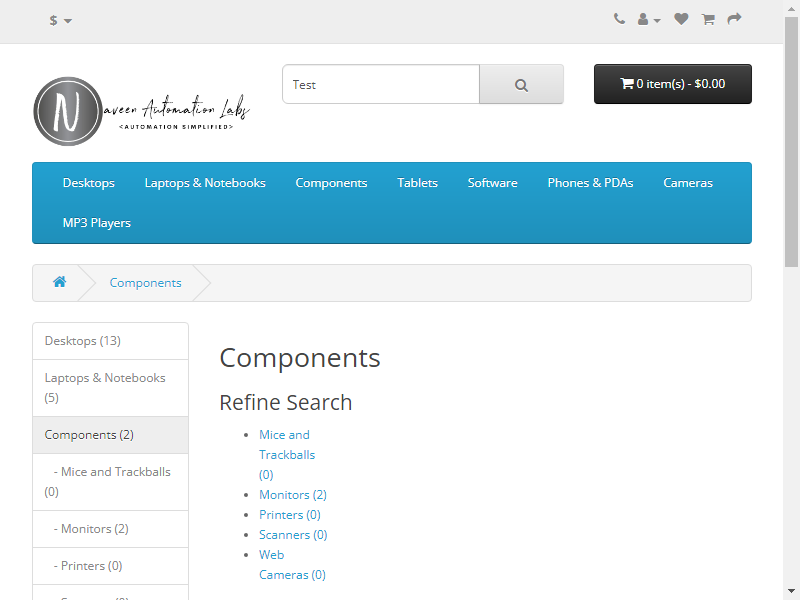 $
Test
0 item(s) - $0.00
N
aveen Automation Labs
<AUTOMATION SIMPLIFIED>
Desktops
Laptops & Notebooks
Components
Tablets
Software
Phones & PDAs
Cameras
MP3 Players
Components
Desktops (13)
Laptops & Notebooks
(5)
Components (2)
- Mice and Trackballs
(0)
- Monitors (2)
- Printers (0)
Components
Refine Search
Mice and
Trackballs
(0)
Monitors (2)
Printers (0)
Scanners (0)
Web
Cameras (0)